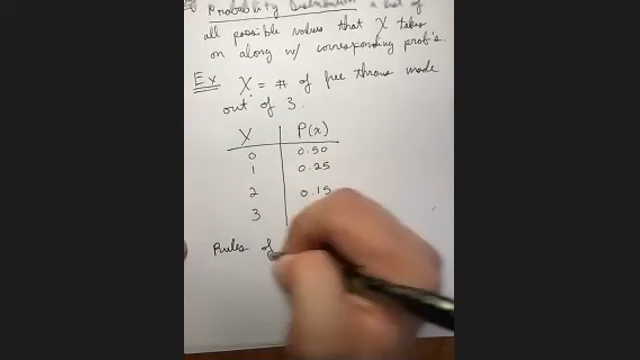 Probability Distribution: a list of
all possible values that X takes
on along w/ corresponding prob's.
Ex X = # of free throws made
out of 3.
X P(x)
0 0.50
1 0.25
2 0.15
3
Rules of